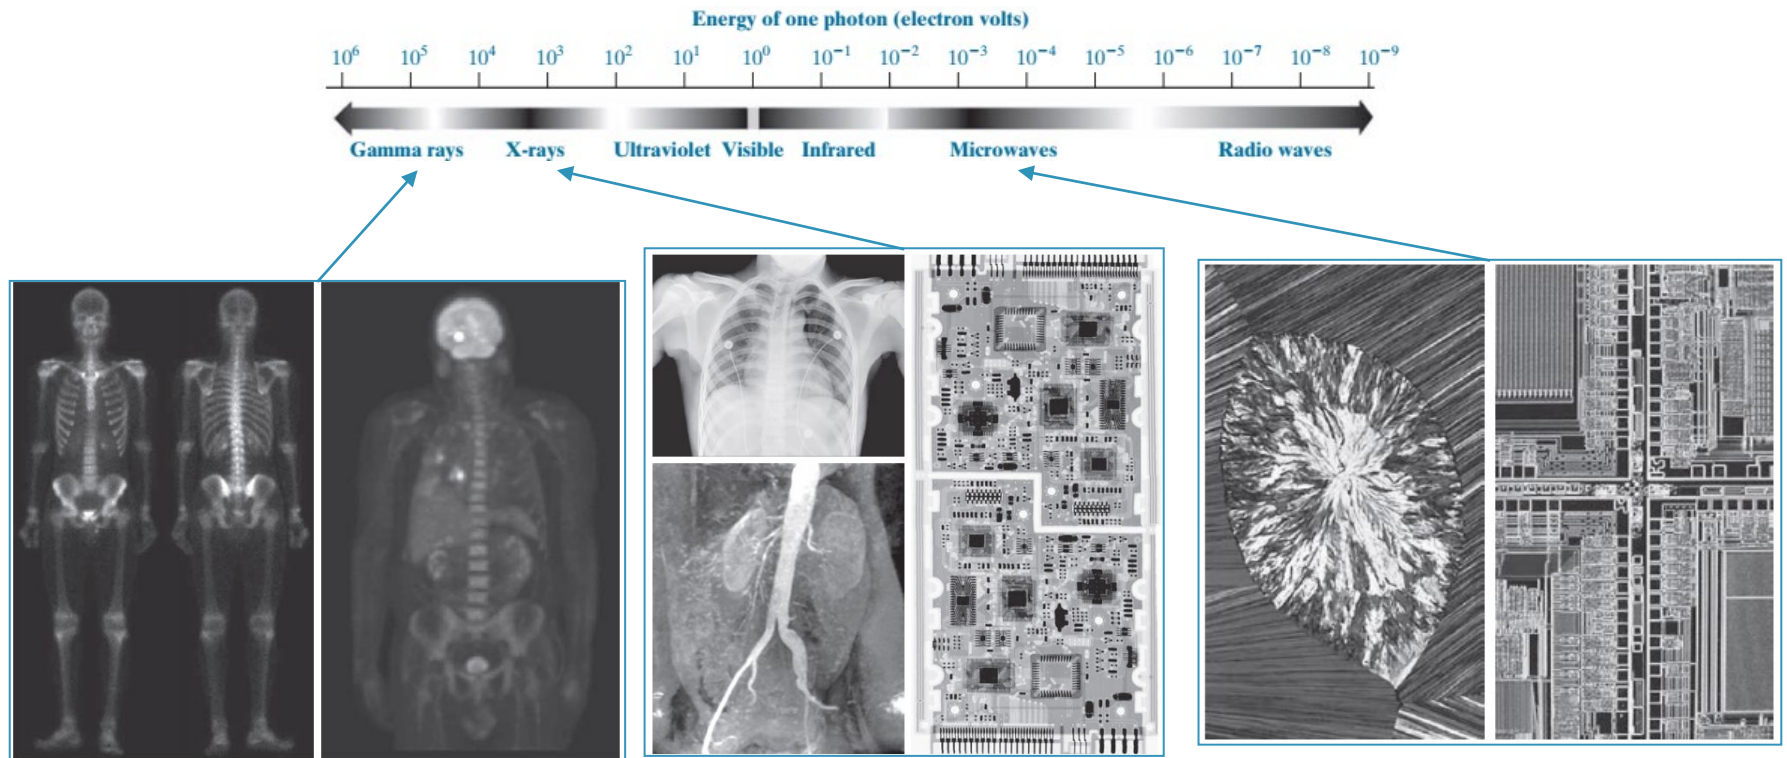 Energy of one photon (electron volts)
10⁶ 10⁵ 10⁴ 10³ 10² 10¹ 10⁰ 10⁻¹ 10⁻² 10⁻³ 10⁻⁴ 10⁻⁵ 10⁻⁶ 10⁻⁷ 10⁻⁸ 10⁻⁹
Gamma rays X-rays Ultraviolet Visible Infrared Microwaves Radio waves